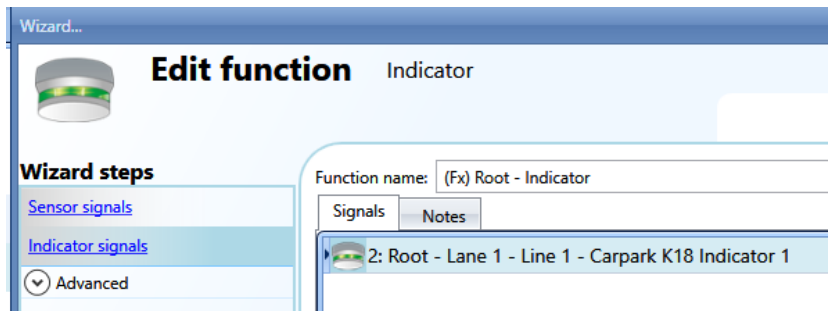 Wizard...
Edit function Indicator
Wizard steps
Sensor signals
Indicator signals
Advanced
Function name: (Fx) Root - Indicator
Signals Notes
2: Root - Lane 1 - Line 1 - Carpark K18 Indicator 1